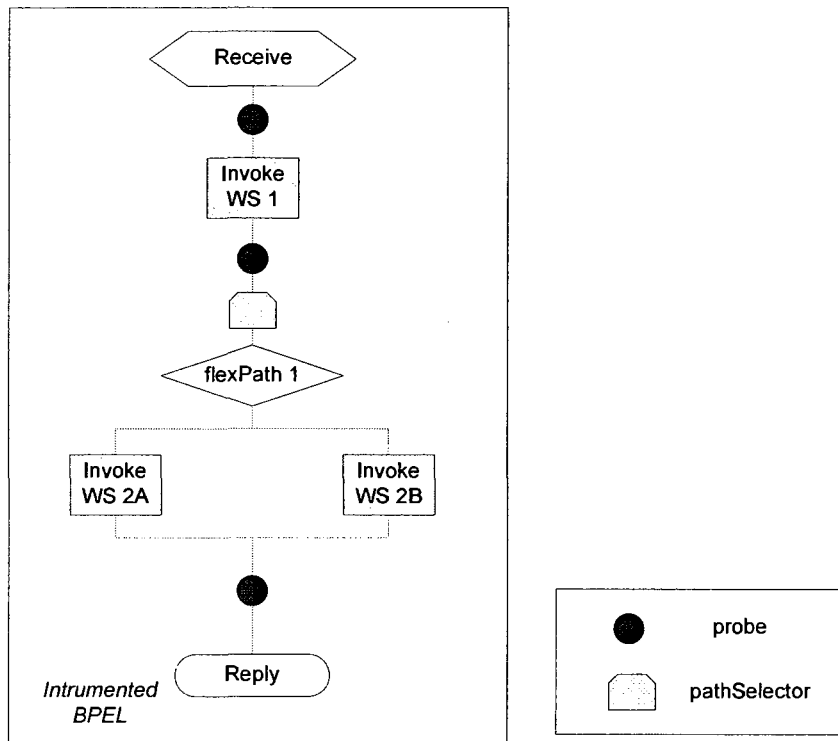 Receive
Invoke
WS 1
flexPath 1
Invoke
WS 2A
Invoke
WS 2B
Reply
Intrumented
BPEL
probe
pathSelector